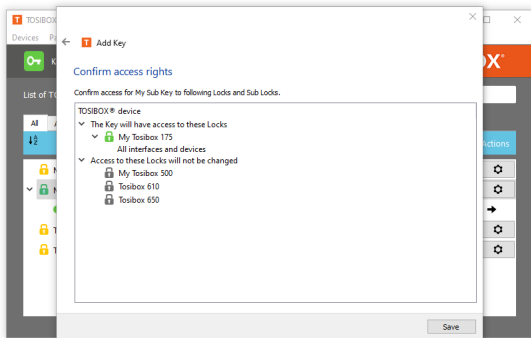 TOSIBOX
Devices
Add Key
List of
Confirm access rights
Confirm access for My Sub Key to following Locks and Sub Locks.
TOSIBOX® device
The Key will have access to these Locks
My Tosibox 175
All interfaces and devices
Access to these Locks will not be changed
My Tosibox 500
Tosibox 610
Tosibox 650
All
Actions
Save